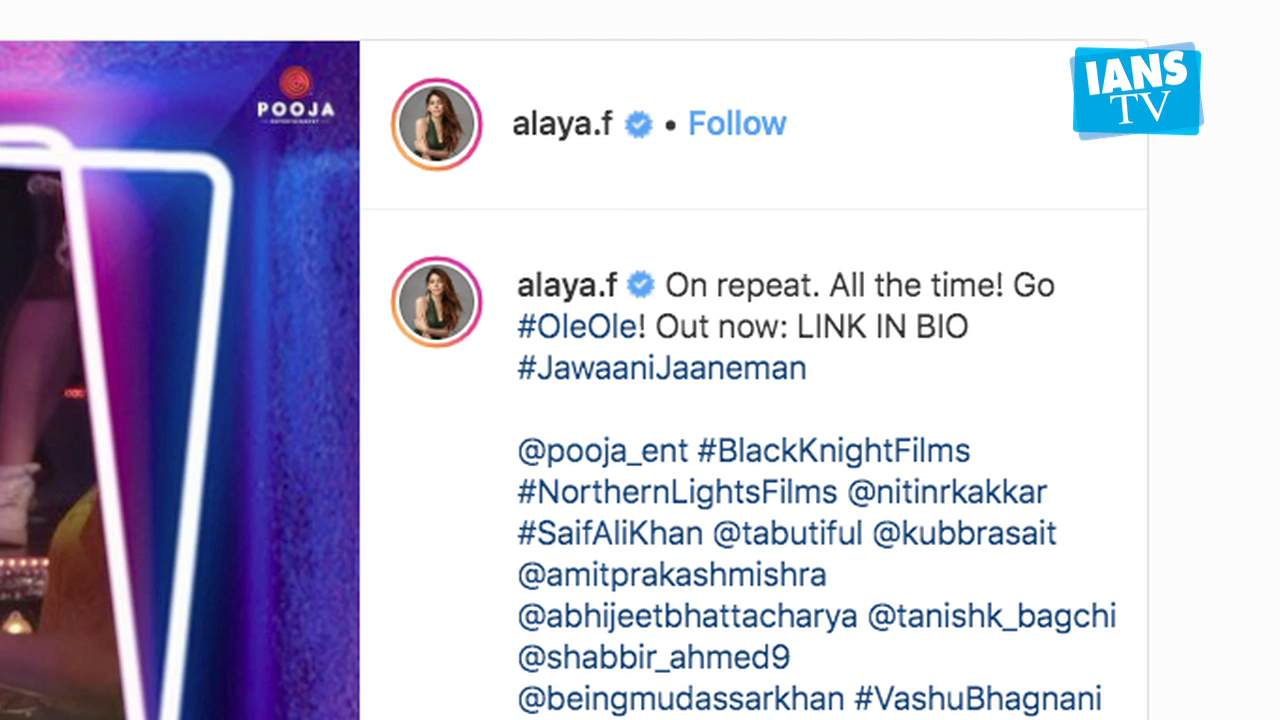 POOJA
ENTERTAINMENT
IANS
TV
alaya.f • Follow
alaya.f On repeat. All the time! Go
#OleOle! Out now: LINK IN BIO
#JawaaniJaaneman
@pooja_ent #BlackKnightFilms
#NorthernLightsFilms @nitinrkakkar
#SaifAliKhan @tabutiful @kubbrasait
@amitprakashmishra
@abhijeetbhattacharya @tanishk_bagchi
@shabbir_ahmed9
@beingmudassarkhan #VashuBhagnani